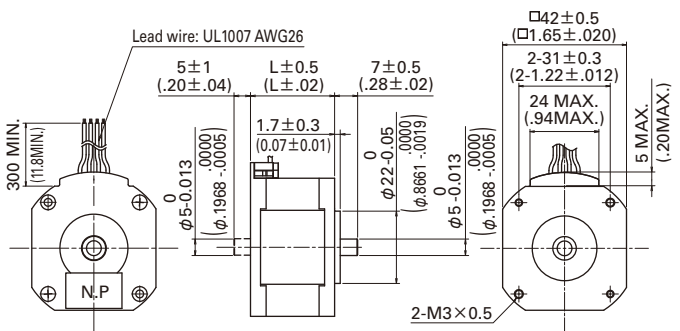 Lead wire: UL1007 AWG26
300 MIN.
(11.8MIN.)
N.P
5±1
(.20±.04)
L±0.5
(L±.02)
7±0.5
(.28±.02)
1.7±0.3
(0.07±0.01)
0
ϕ5-0.013
.0000
(ϕ.1968 -.0005)
0
ϕ22-0.05
.0000
(ϕ.8661 -.0019)
0
ϕ5-0.013
.0000
(ϕ.1968 -.0005)
□42±0.5
(□1.65±.020)
2-31±0.3
(2-1.22±.012)
24 MAX.
(.94MAX.)
5 MAX.
(.20MAX.)
2-M3×0.5